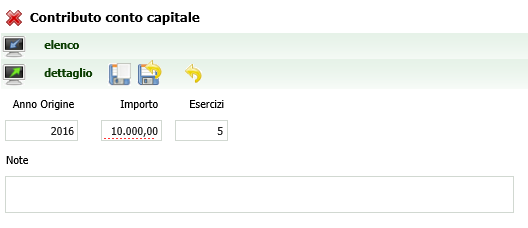 Contributo conto capitale
elenco
dettaglio
Anno Origine Importo Esercizi
2016 10.000,00 5
Note